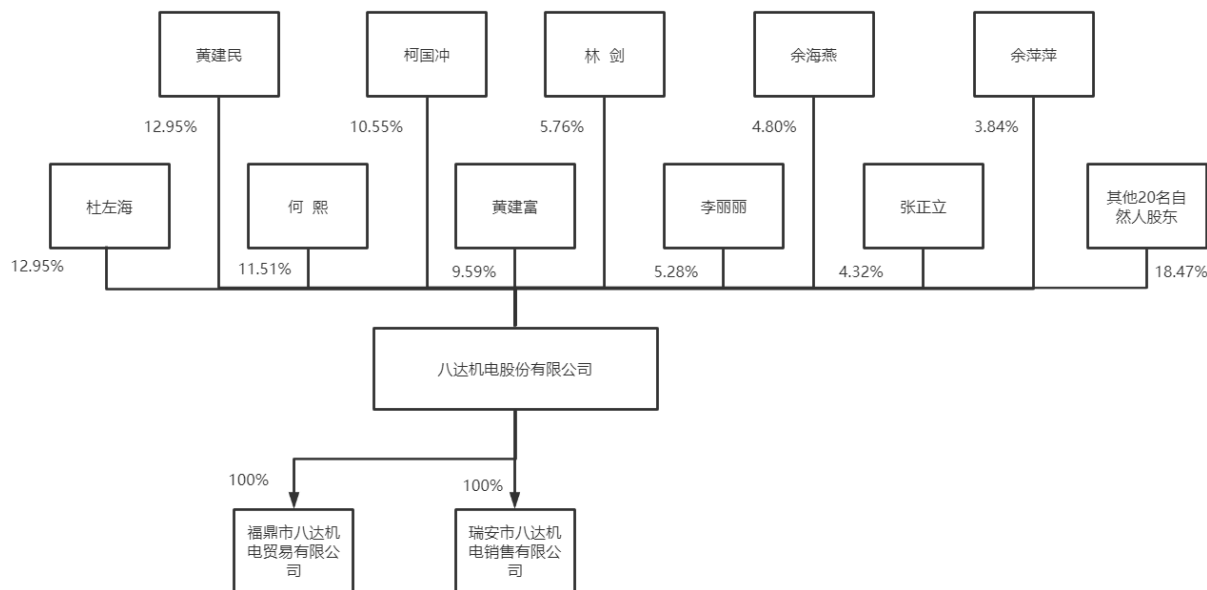 黄建民
柯国冲
林 剑
余海燕
余萍萍
12.95%
10.55%
5.76%
4.80%
3.84%
杜左海
何 熙
黄建富
李丽丽
张正立
其他20名自
然人股东
12.95%
11.51%
9.59%
5.28%
4.32%
18.47%
八达机电股份有限公司
100%
100%
福鼎市八达机
电贸易有限公
司
瑞安市八达机
电销售有限公
司